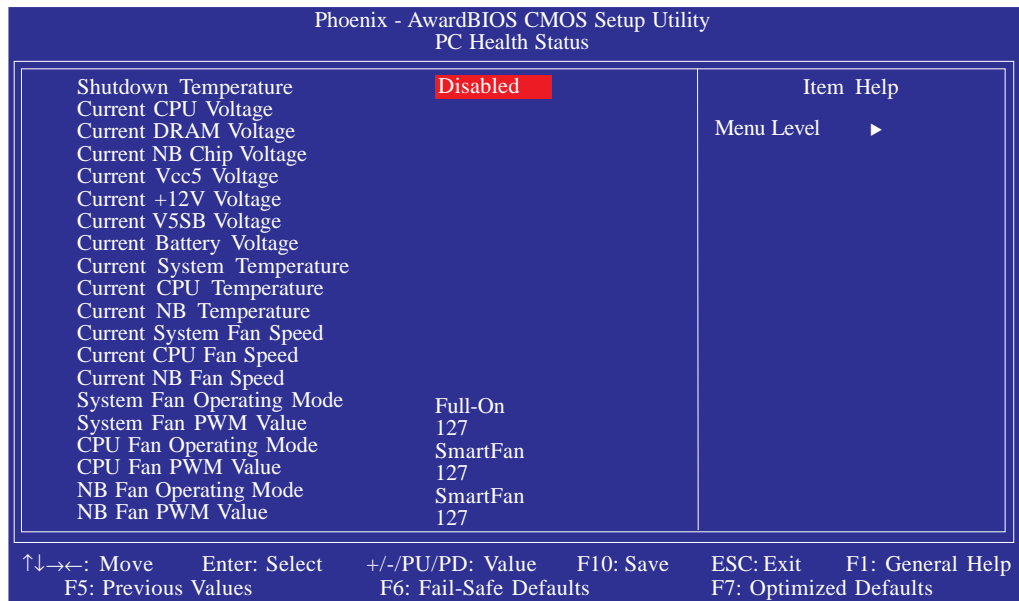 Phoenix - AwardBIOS CMOS Setup Utility
PC Health Status
Shutdown Temperature Disabled
Current CPU Voltage
Current DRAM Voltage
Current NB Chip Voltage
Current Vcc5 Voltage
Current +12V Voltage
Current V5SB Voltage
Current Battery Voltage
Current System Temperature
Current CPU Temperature
Current NB Temperature
Current System Fan Speed
Current CPU Fan Speed
Current NB Fan Speed
System Fan Operating Mode Full-On
System Fan PWM Value 127
CPU Fan Operating Mode SmartFan
CPU Fan PWM Value 127
NB Fan Operating Mode SmartFan
NB Fan PWM Value 127
Item Help
Menu Level ▶
↑↓→←: Move Enter: Select +/-/PU/PD: Value F10: Save ESC: Exit F1: General Help
F5: Previous Values F6: Fail-Safe Defaults F7: Optimized Defaults